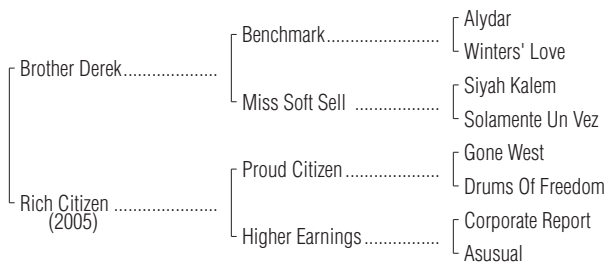 Alydar
Benchmark
Winters' Love
Brother Derek
Siyah Kalem
Miss Soft Sell
Solamente Un Vez
Gone West
Proud Citizen
Drums Of Freedom
Rich Citizen
(2005)
Corporate Report
Higher Earnings
Asusual